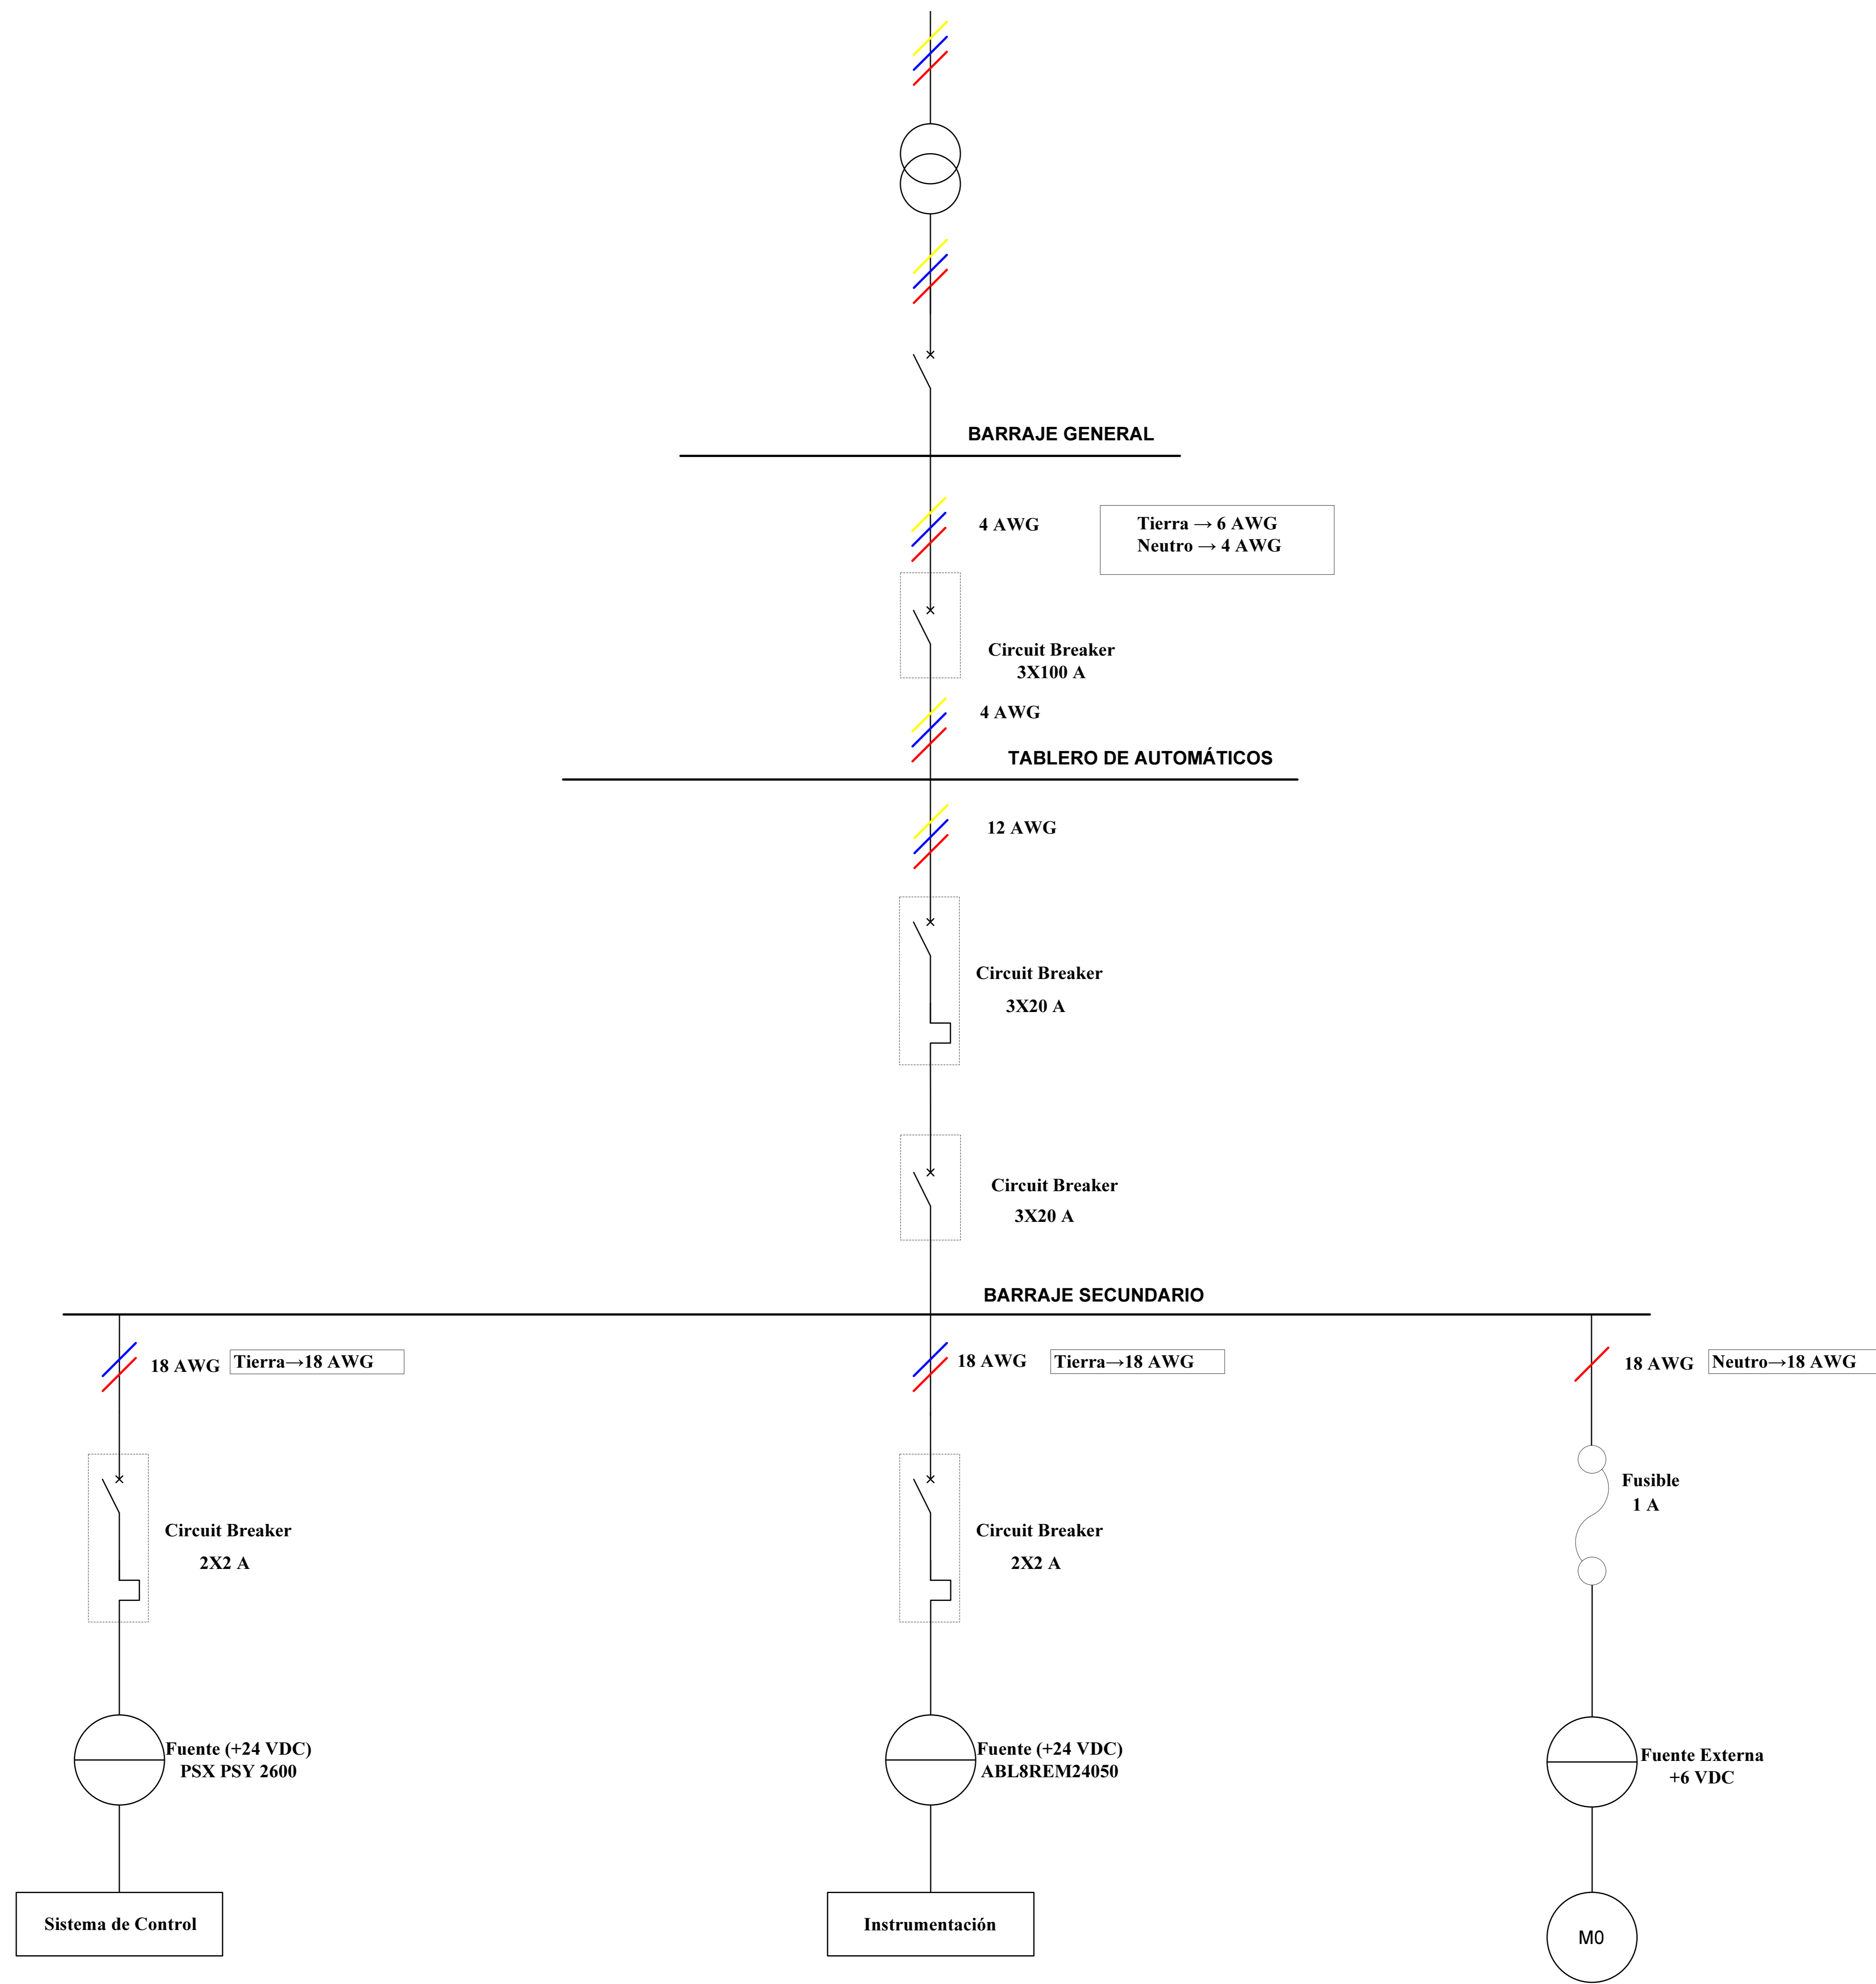 BARRAJE GENERAL
4 AWG
Tierra → 6 AWG
Neutro → 4 AWG
Circuit Breaker
3X100 A
4 AWG
TABLERO DE AUTOMÁTICOS
12 AWG
Circuit Breaker
3X20 A
Circuit Breaker
3X20 A
BARRAJE SECUNDARIO
18 AWG
Tierra→18 AWG
18 AWG
Tierra→18 AWG
18 AWG
Neutro→18 AWG
Circuit Breaker
2X2 A
Circuit Breaker
2X2 A
Fusible
1 A
Fuente (+24 VDC)
PSX PSY 2600
Fuente (+24 VDC)
ABL8REM24050
Fuente Externa
+6 VDC
Sistema de Control
Instrumentación
M0